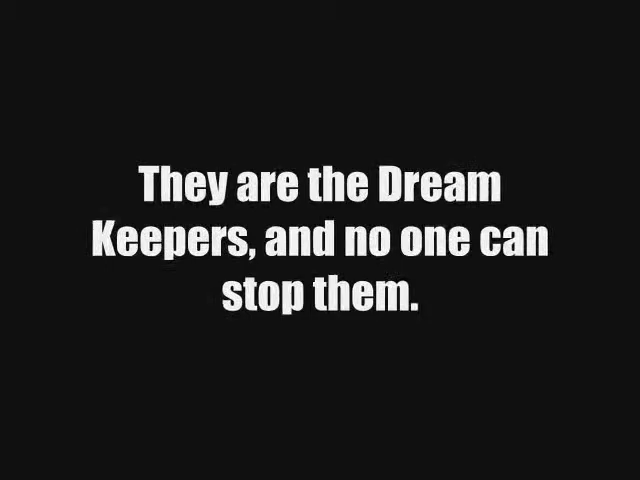 They are the Dream
Keepers, and no one can
stop them.